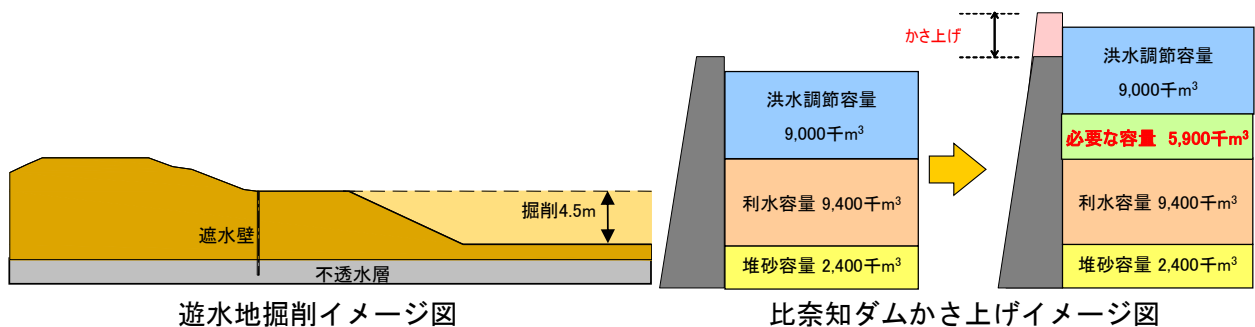 掘削4.5m
遮水壁
不透水層
遊水地掘削イメージ図
洪水調節容量
9,000千m³
利水容量 9,400千m³
堆砂容量 2,400千m³
かさ上げ
洪水調節容量
9,000千m³
必要な容量 5,900千m³
利水容量 9,400千m³
堆砂容量 2,400千m³
比奈知ダムかさ上げイメージ図